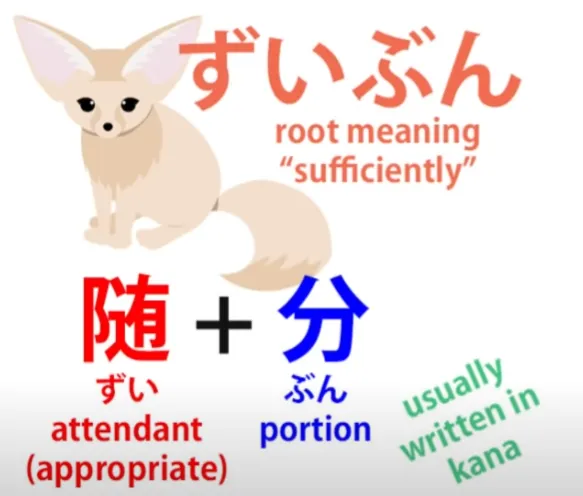 ずいぶん
root meaning
“sufficiently”
随 + 分
ずい ぶん
attendant portion
(appropriate)
usually
written in
kana